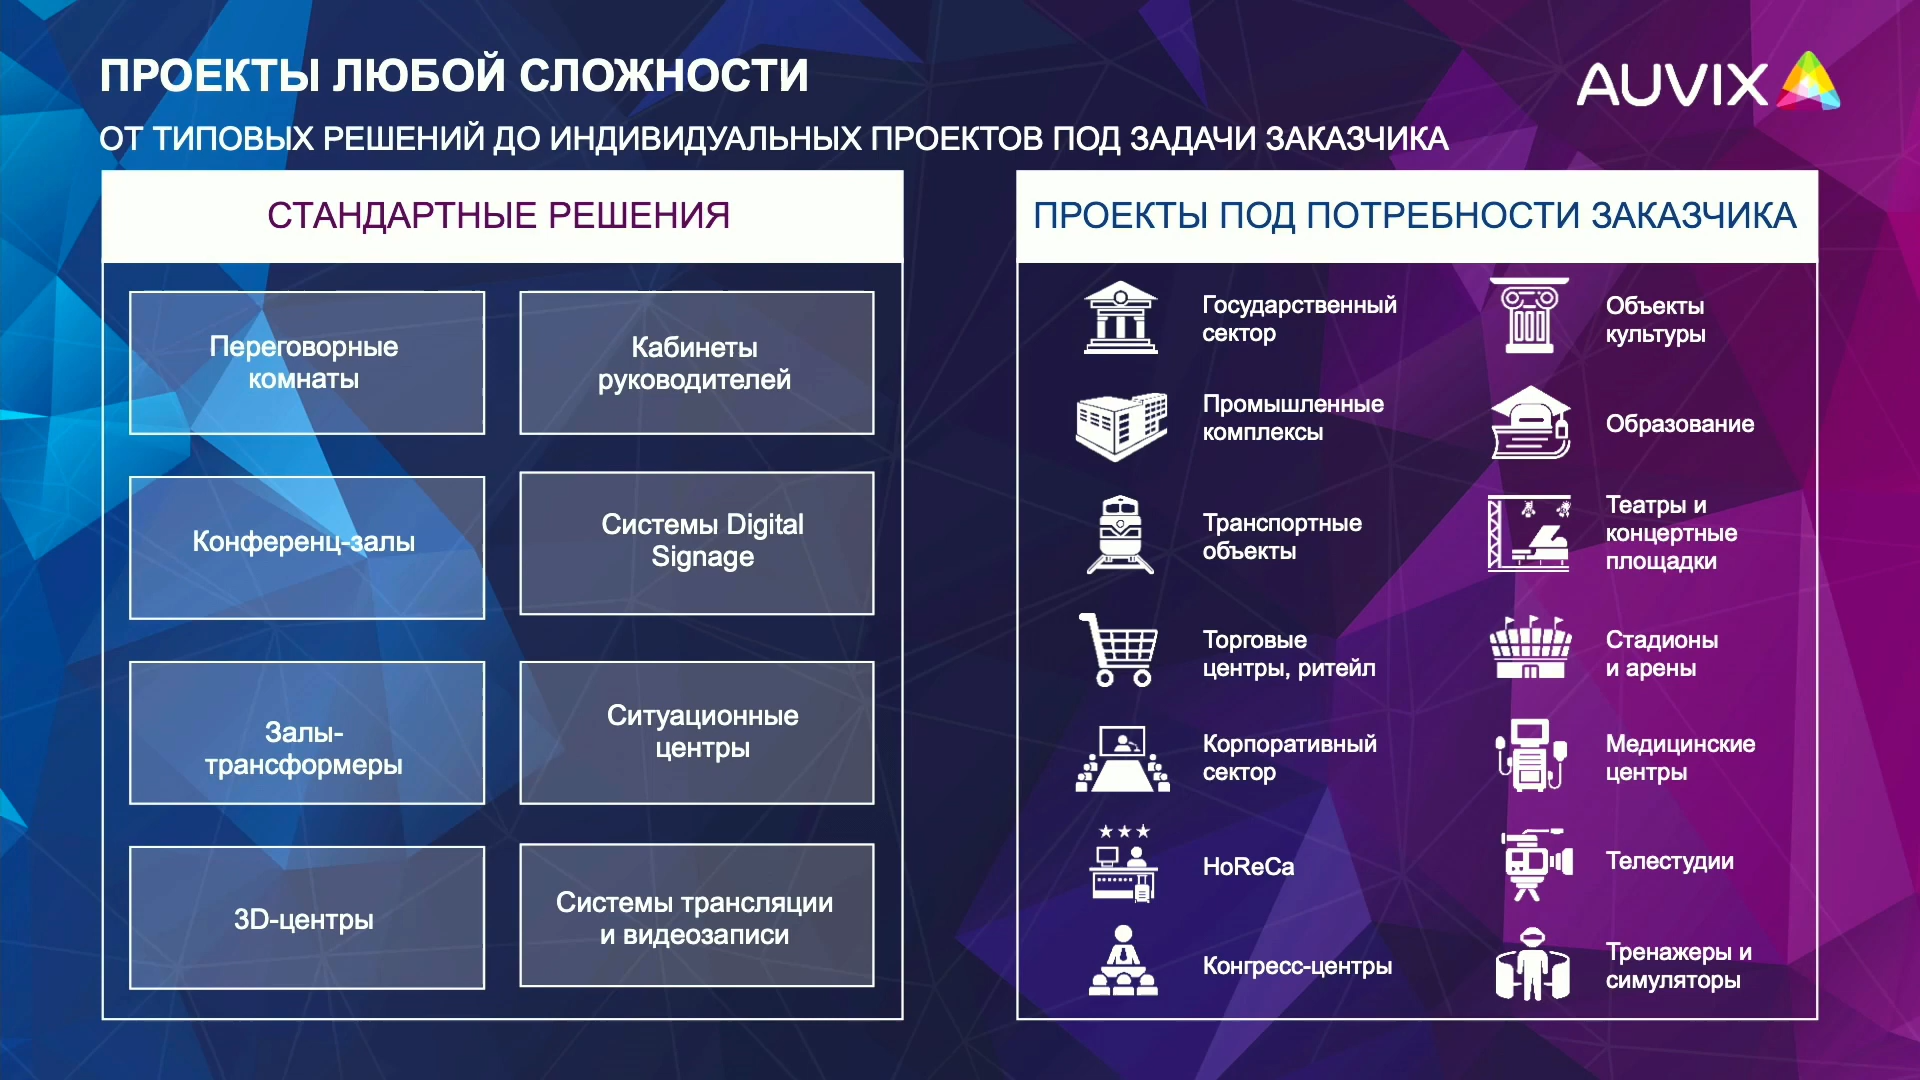 ПРОЕКТЫ ЛЮБОЙ СЛОЖНОСТИ
AUVIX
ОТ ТИПОВЫХ РЕШЕНИЙ ДО ИНДИВИДУАЛЬНЫХ ПРОЕКТОВ ПОД ЗАДАЧИ ЗАКАЗЧИКА
СТАНДАРТНЫЕ РЕШЕНИЯ
Переговорные
комнаты
Кабинеты
руководителей
Конференц-залы
Системы Digital
Signage
Залы-
трансформеры
Ситуационные
центры
3D-центры
Системы трансляции
и видеозаписи
ПРОЕКТЫ ПОД ПОТРЕБНОСТИ ЗАКАЗЧИКА
Государственный
сектор
Объекты
культуры
Промышленные
комплексы
Образование
Транспортные
объекты
Театры и
концертные
площадки
Торговые
центры, ритейл
Стадионы
и арены
Корпоративный
сектор
Медицинские
центры
HoReCa
Телестудии
Конгресс-центры
Тренажеры и
симуляторы